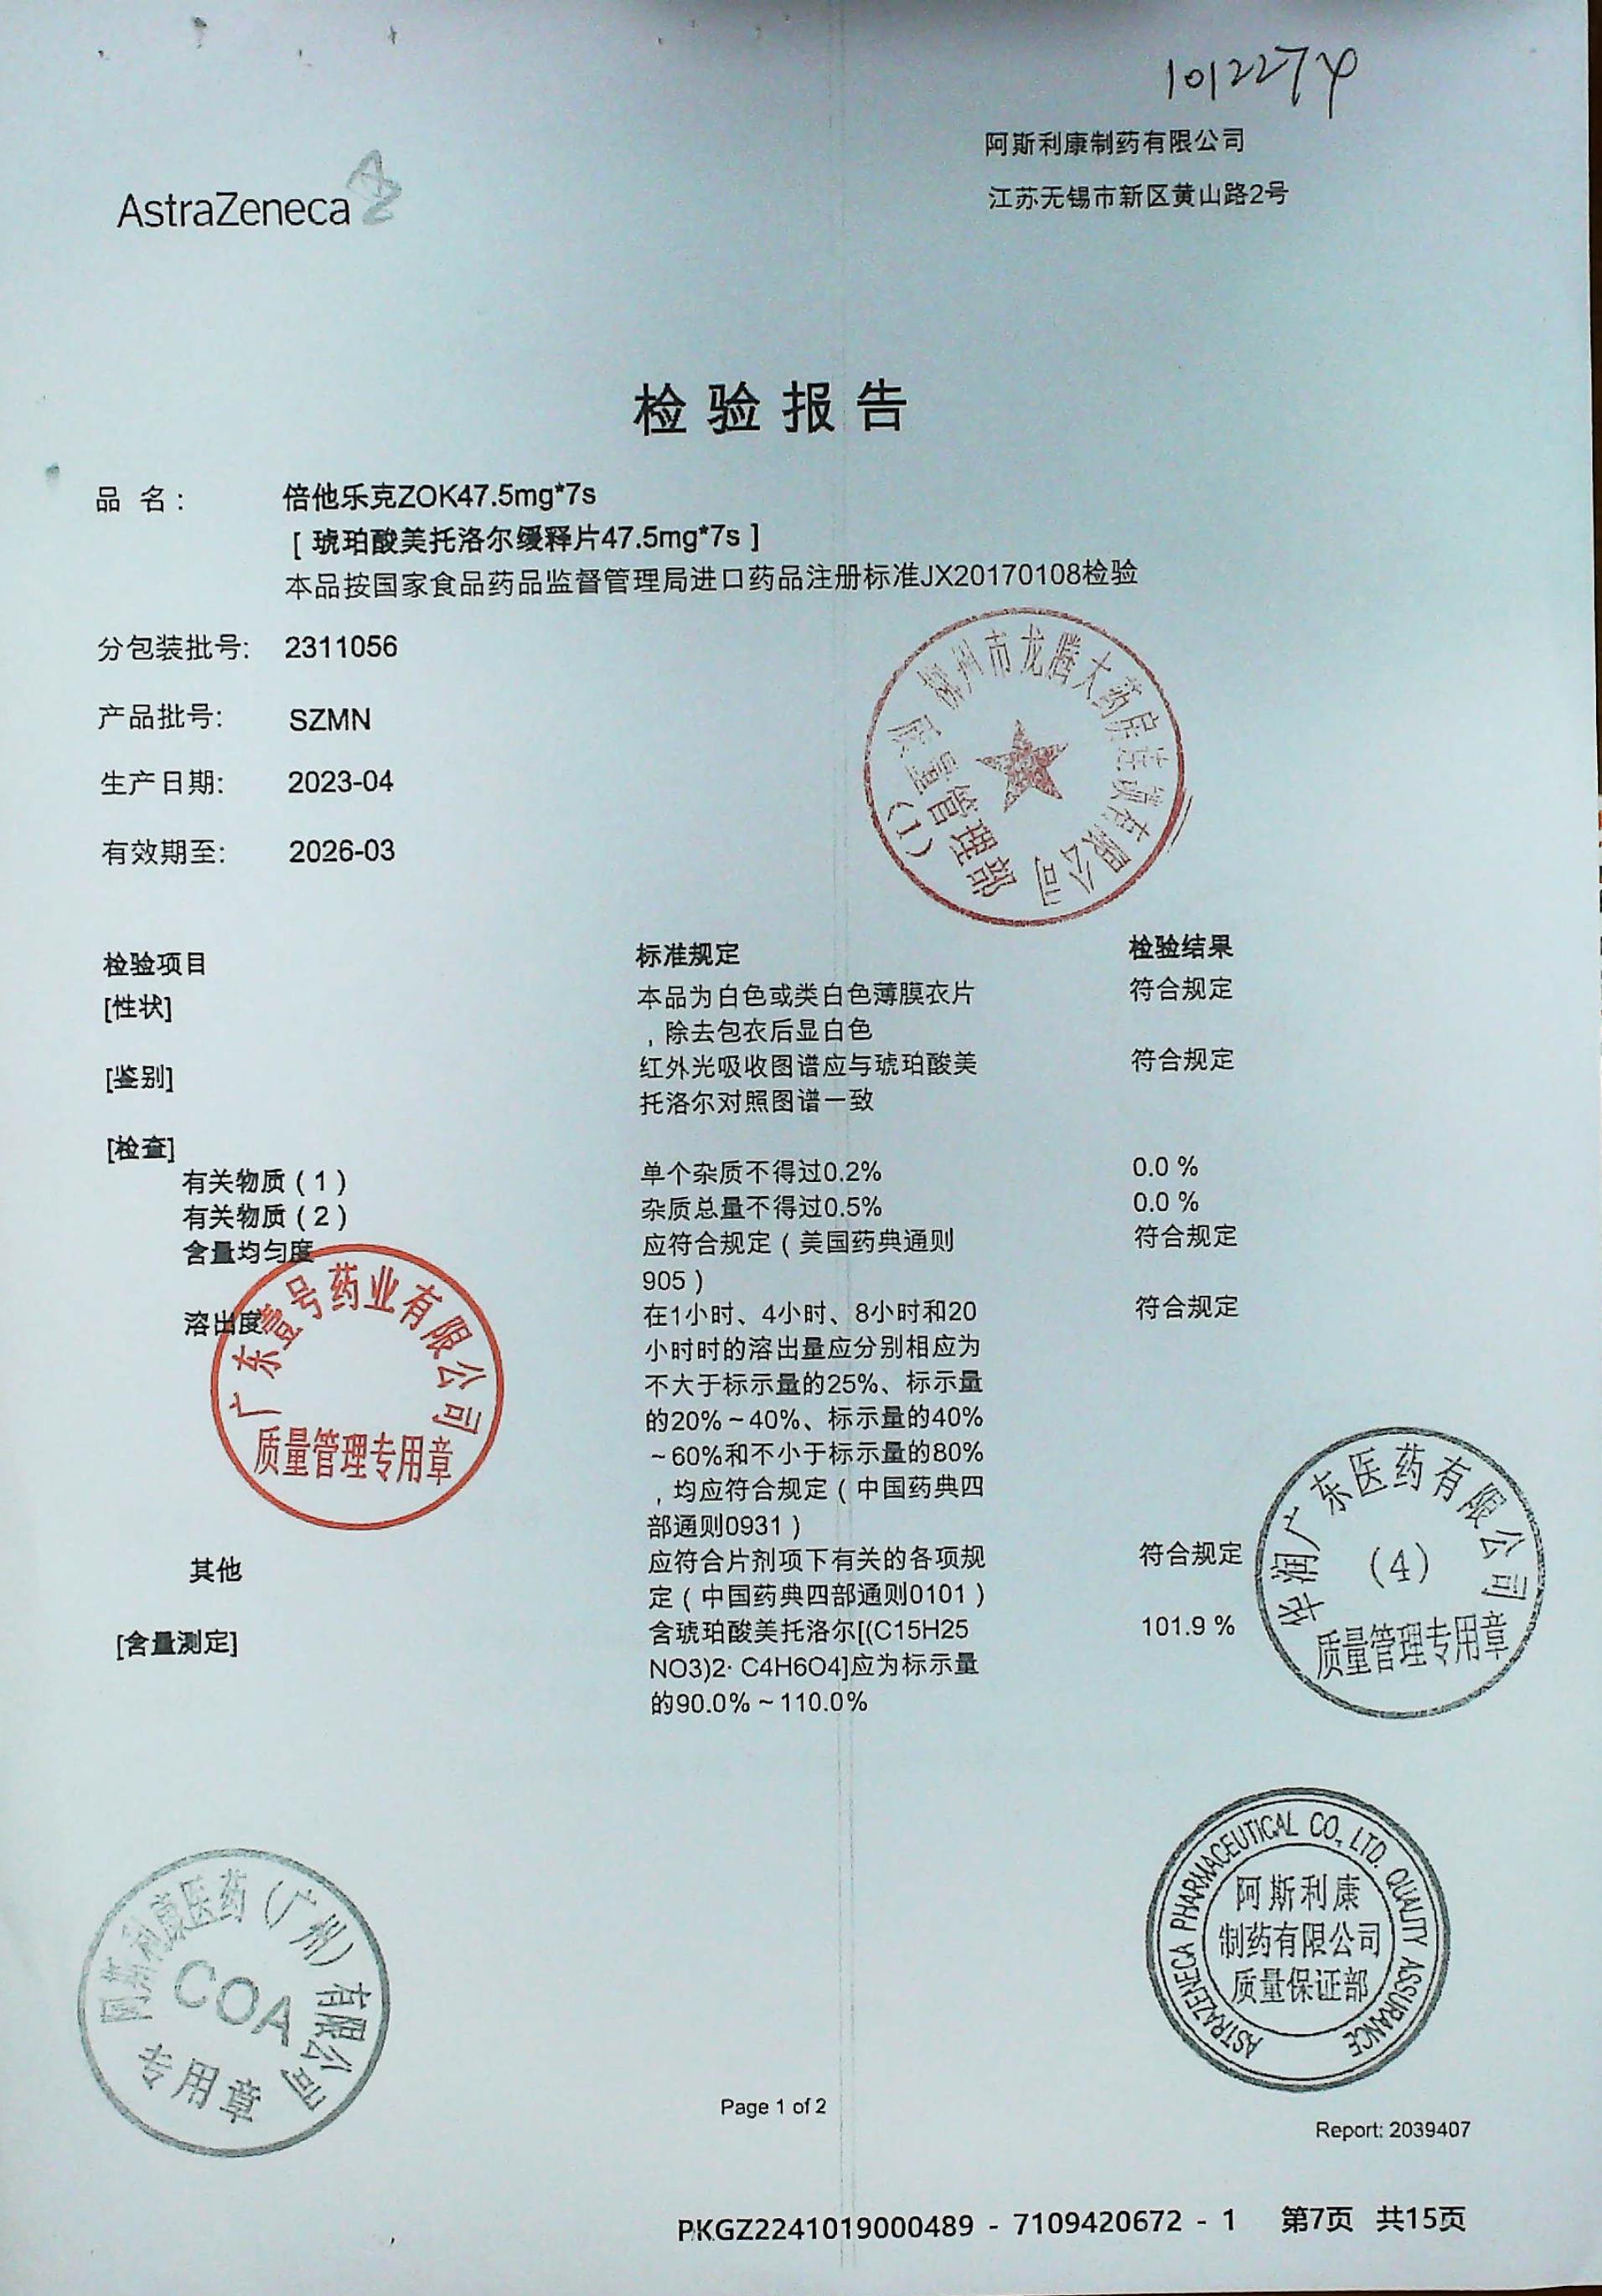 1012274
阿斯利康制药有限公司
江苏无锡市新区黄山路2号
AstraZeneca
检验报告
品 名： 倍他乐克ZOK47.5mg*7s
[ 琥珀酸美托洛尔缓释片47.5mg*7s ]
本品按国家食品药品监督管理局进口药品注册标准JX20170108检验
分包装批号: 2311056
产品批号: SZMN
生产日期: 2023-04
有效期至: 2026-03
柳州市龙腾大药房连锁有限公司
质量管理部
(1)
检验项目 标准规定 检验结果
[性状] 本品为白色或类白色薄膜衣片 符合规定
，除去包衣后显白色
[鉴别] 红外光吸收图谱应与琥珀酸美 符合规定
托洛尔对照图谱一致
[检查]
有关物质（1） 单个杂质不得过0.2% 0.0 %
有关物质（2） 杂质总量不得过0.5% 0.0 %
含量均匀度 应符合规定（美国药典通则 符合规定
905）
溶出度 在1小时、4小时、8小时和20 符合规定
小时时的溶出量应分别相应为
不大于标示量的25%、标示量
的20%～40%、标示量的40%
～60%和不小于标示量的80%
，均应符合规定（中国药典四
部通则0931）
其他 应符合片剂项下有关的各项规 符合规定
定（中国药典四部通则0101）
[含量测定] 含琥珀酸美托洛尔[(C15H25 101.9 %
NO3)2· C4H6O4]应为标示量
的90.0%～110.0%
广东壹号药业有限公司
质量管理专用章
华润广东医药有限公司
(4)
质量管理专用章
阿斯利康医药（广州）有限公司
COA
专用章
ASTRAZENECA PHARMACEUTICAL CO., LTD. QUALITY ASSURANCE
阿斯利康
制药有限公司
质量保证部
Page 1 of 2
Report: 2039407
PKGZ2241019000489 - 7109420672 - 1 第7页 共15页